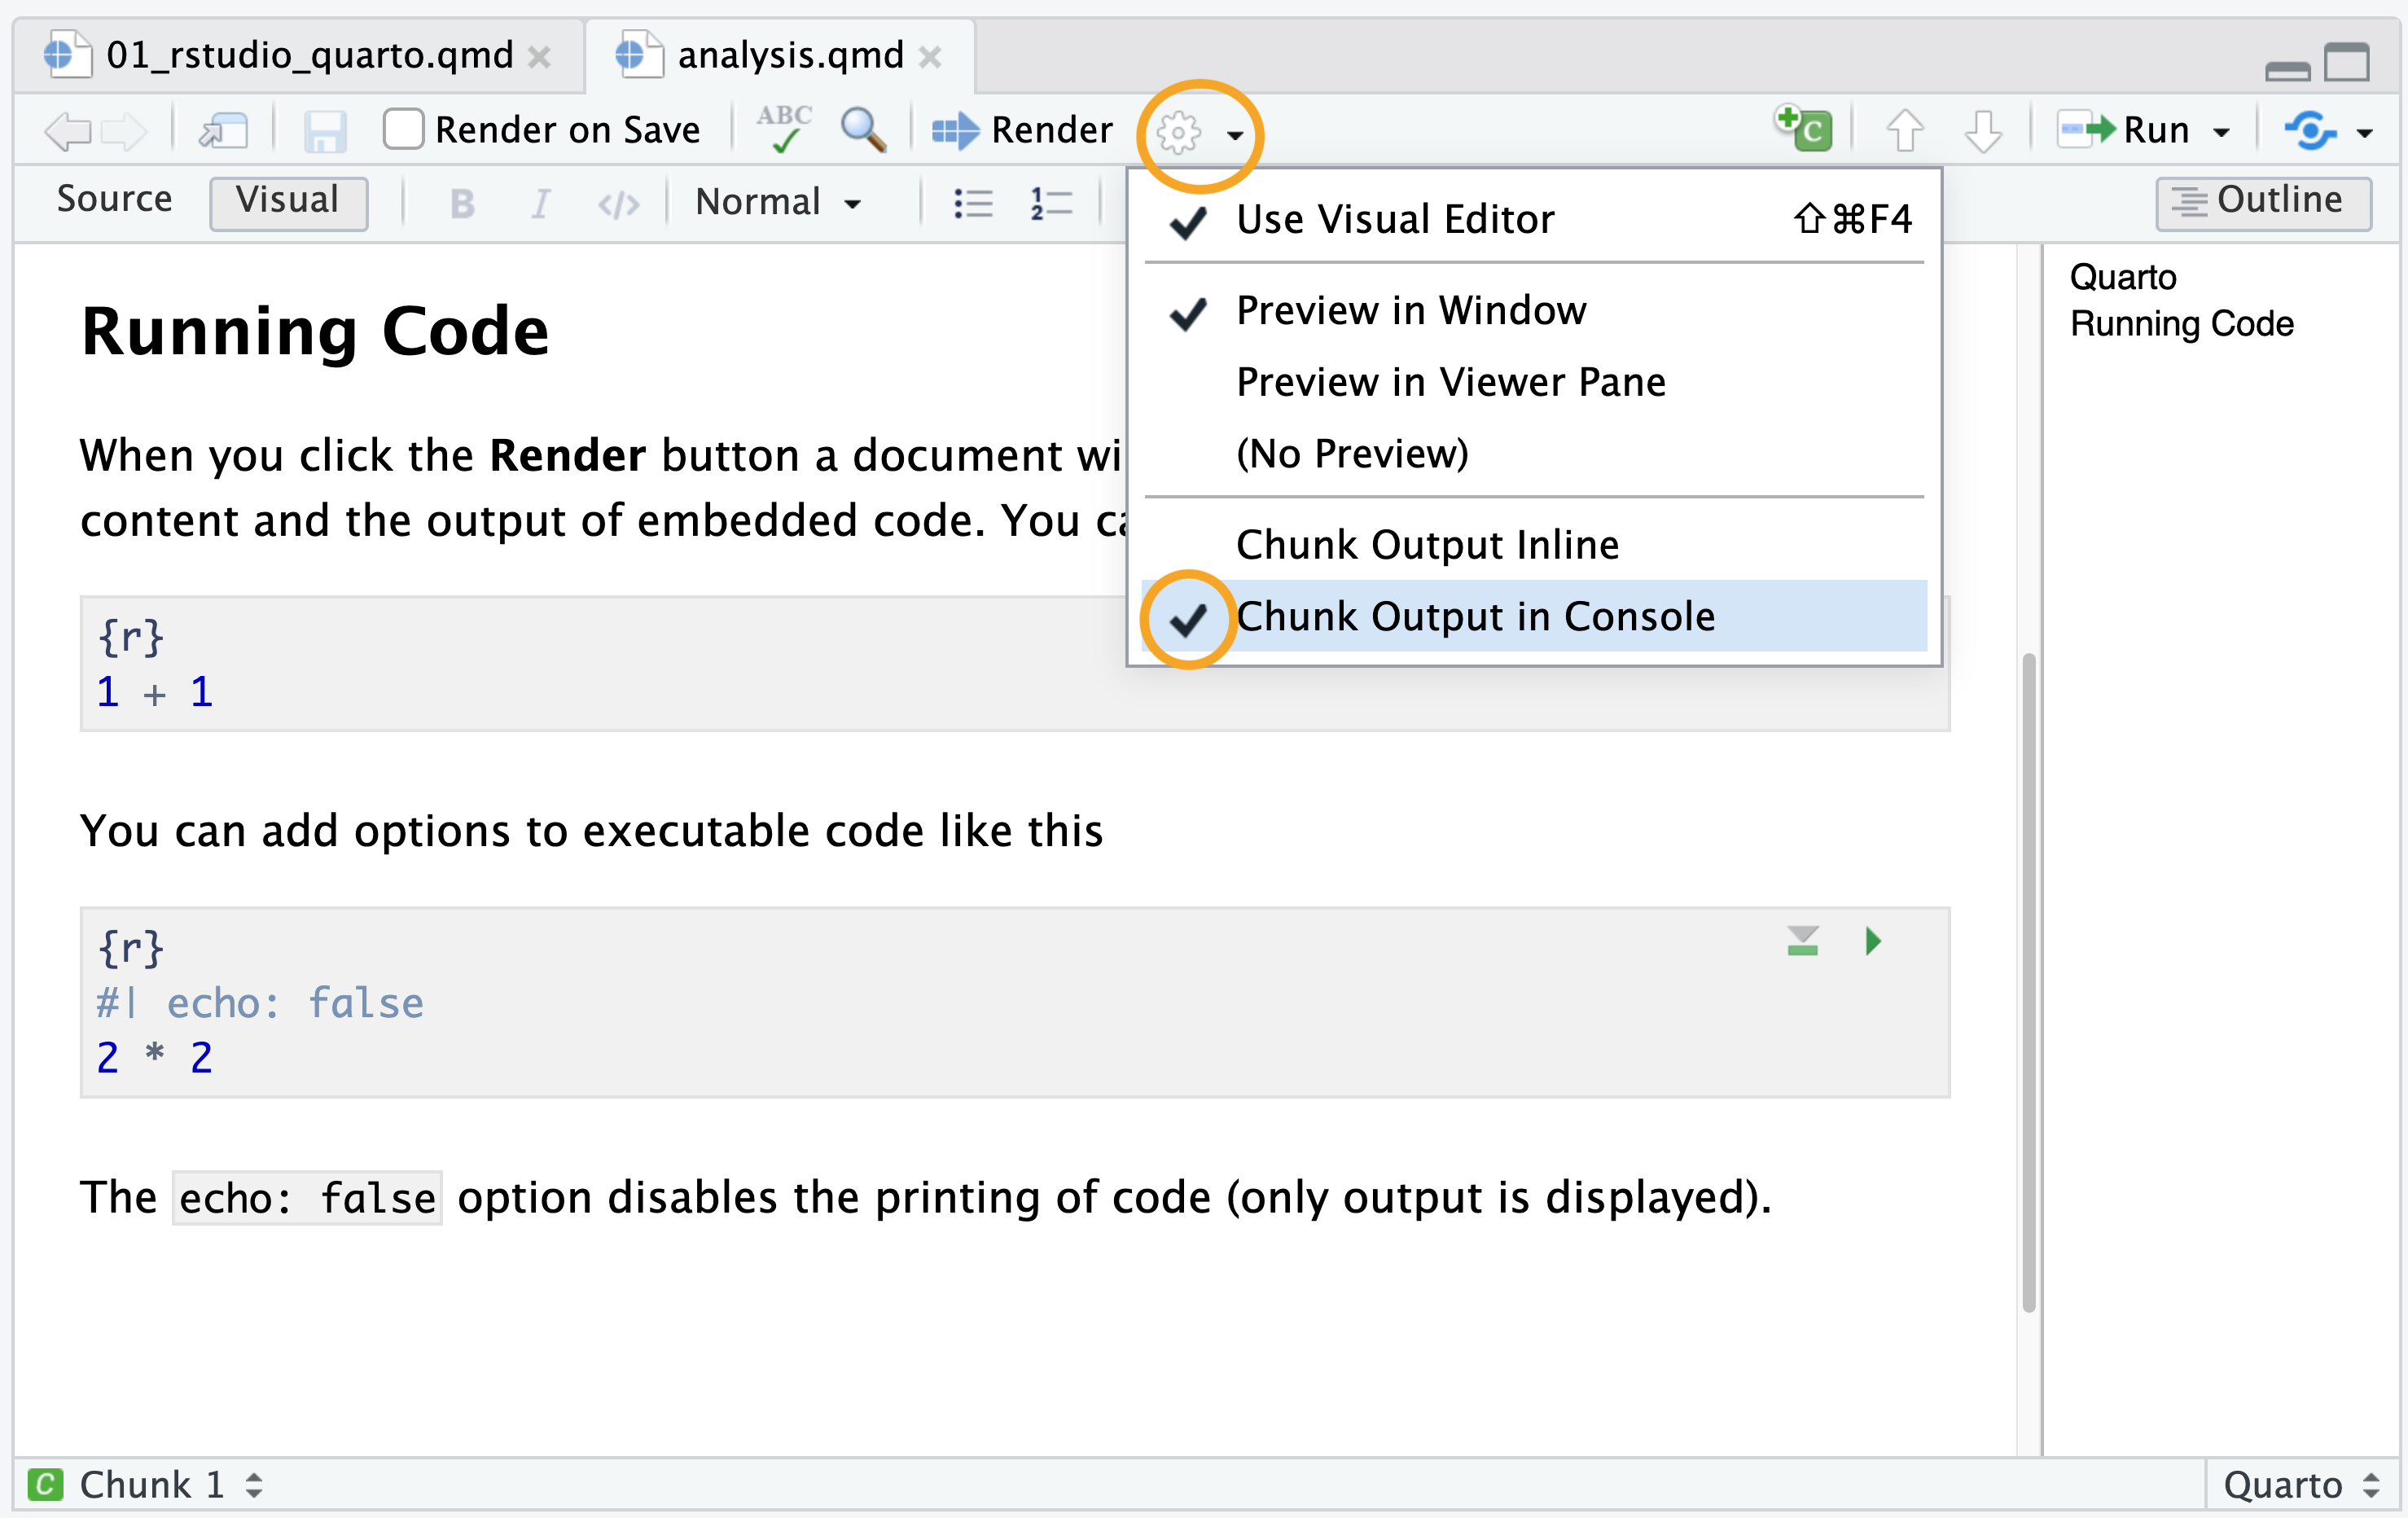 01_rstudio_quarto.qmd
analysis.qmd
Render on Save
ABC
Render
C
Run
Source
Visual
B
I
</>
Normal
1
2
Outline
Use Visual Editor ⇧⌘F4
Preview in Window
Preview in Viewer Pane
(No Preview)
Chunk Output Inline
Chunk Output in Console
Quarto
Running Code
Running Code
When you click the Render button a document
content and the output of embedded code. You
{r}
1 + 1
You can add options to executable code like this
{r}
#| echo: false
2 * 2
The echo: false option disables the printing of code (only output is displayed).
C
Chunk 1
Quarto